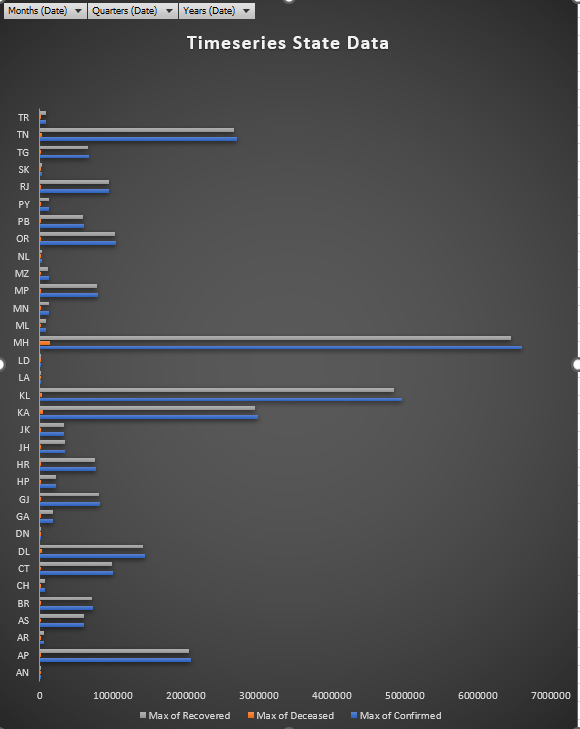 Months (Date) Quarters (Date) Years (Date)
Timeseries State Data
TR
TN
TG
SK
RJ
PY
PB
OR
NL
MZ
MP
MN
ML
MH
LD
LA
KL
KA
JK
JH
HR
HP
GJ
GA
DN
DL
CT
CH
BR
AS
AR
AP
AN
0 1000000 2000000 3000000 4000000 5000000 6000000 7000000
Max of Recovered Max of Deceased Max of Confirmed